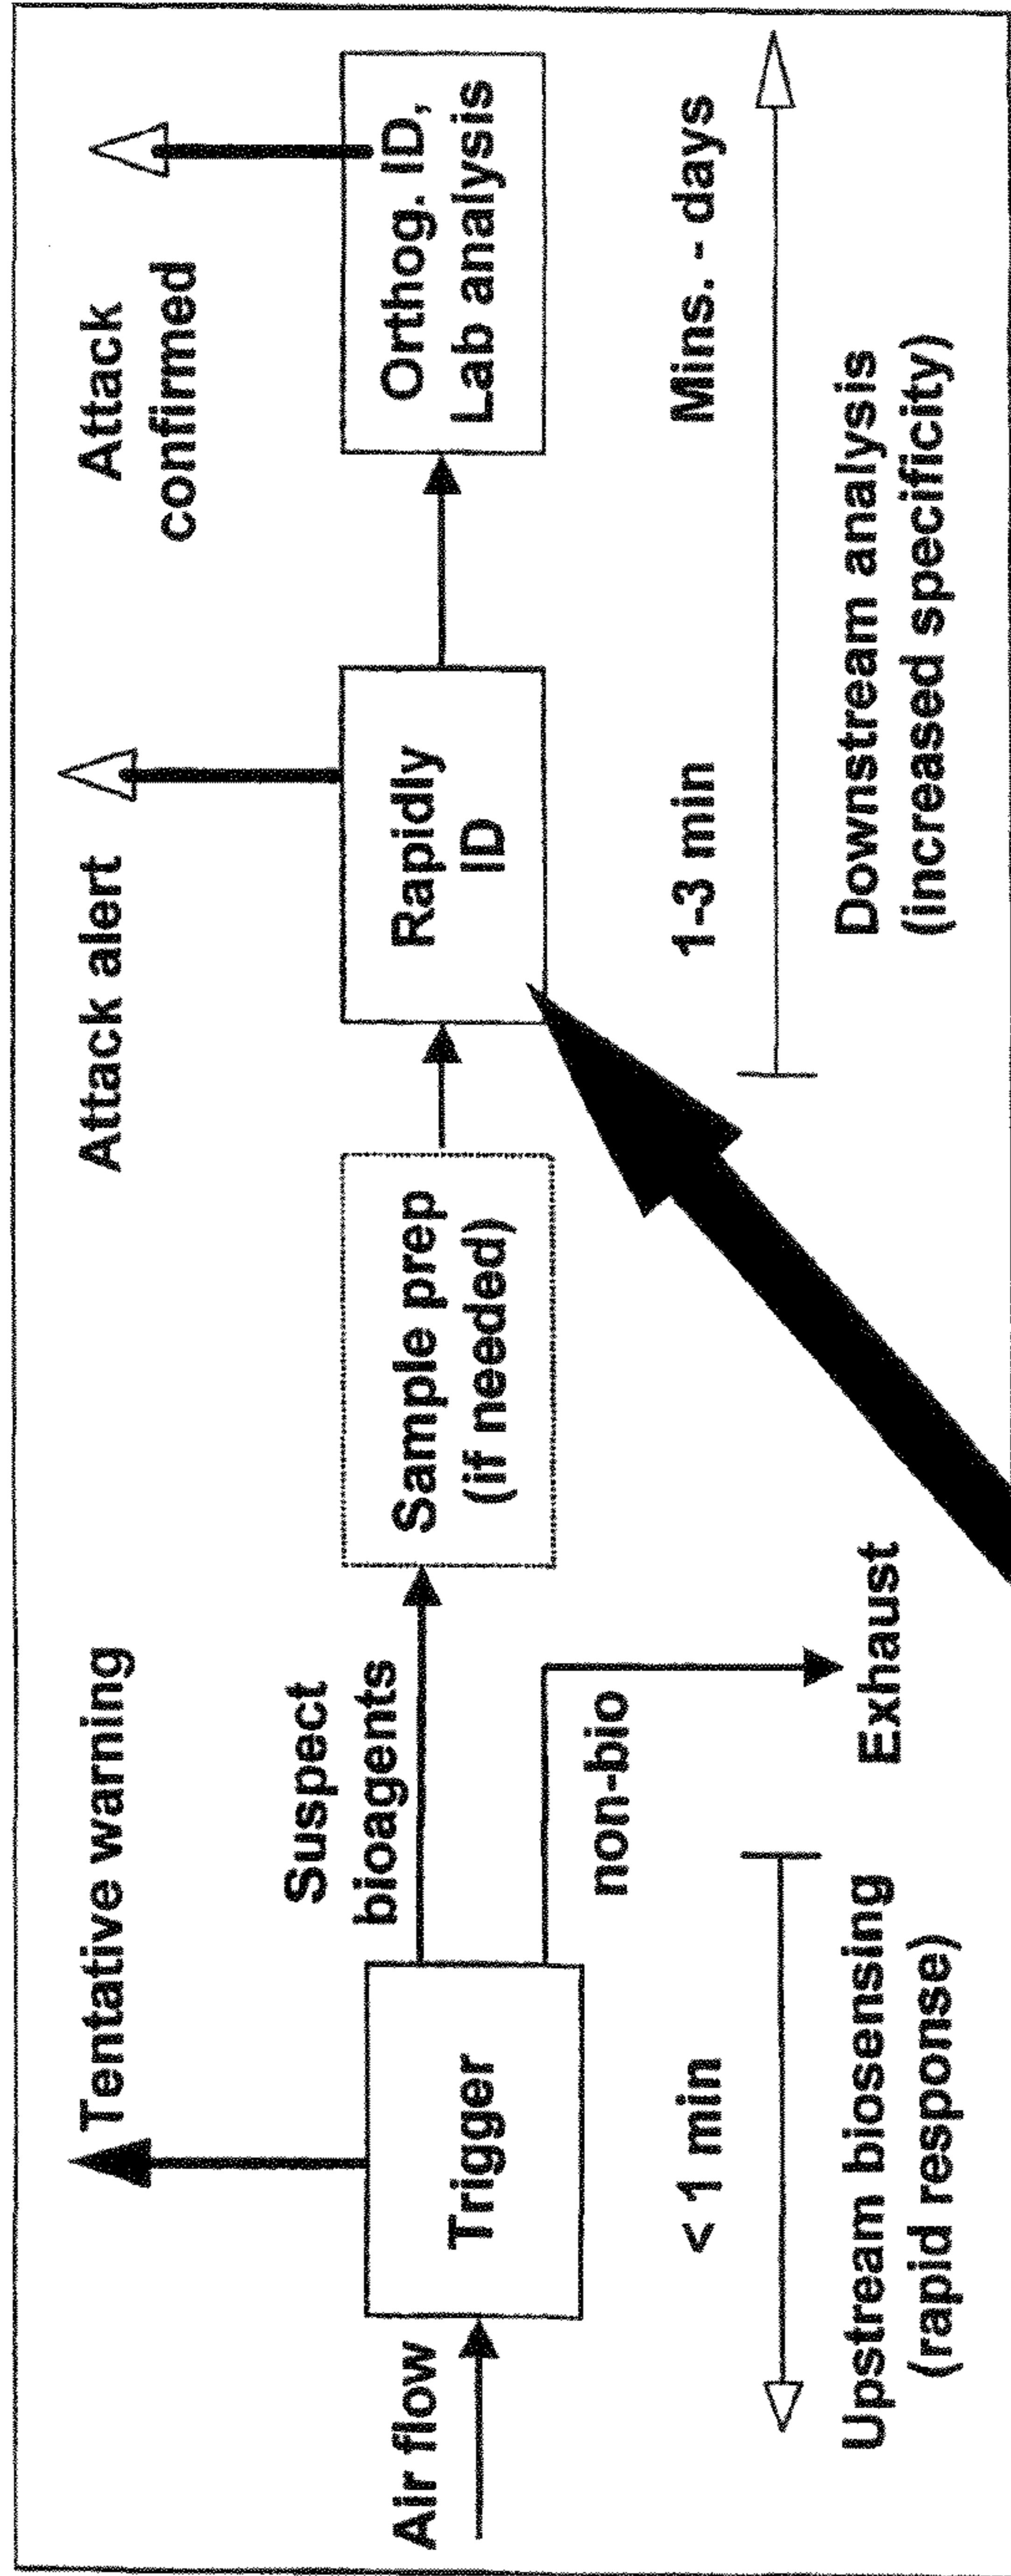 Tentative warning
Attack alert
Attack
confirmed
Air flow
Trigger
Suspect
bioagents
non-bio
Exhaust
Sample prep
(if needed)
Rapidly
ID
Orthog. ID,
Lab analysis
< 1 min
1-3 min
Mins. - days
Upstream biosensing
(rapid response)
Downstream analysis
(increased specificity)